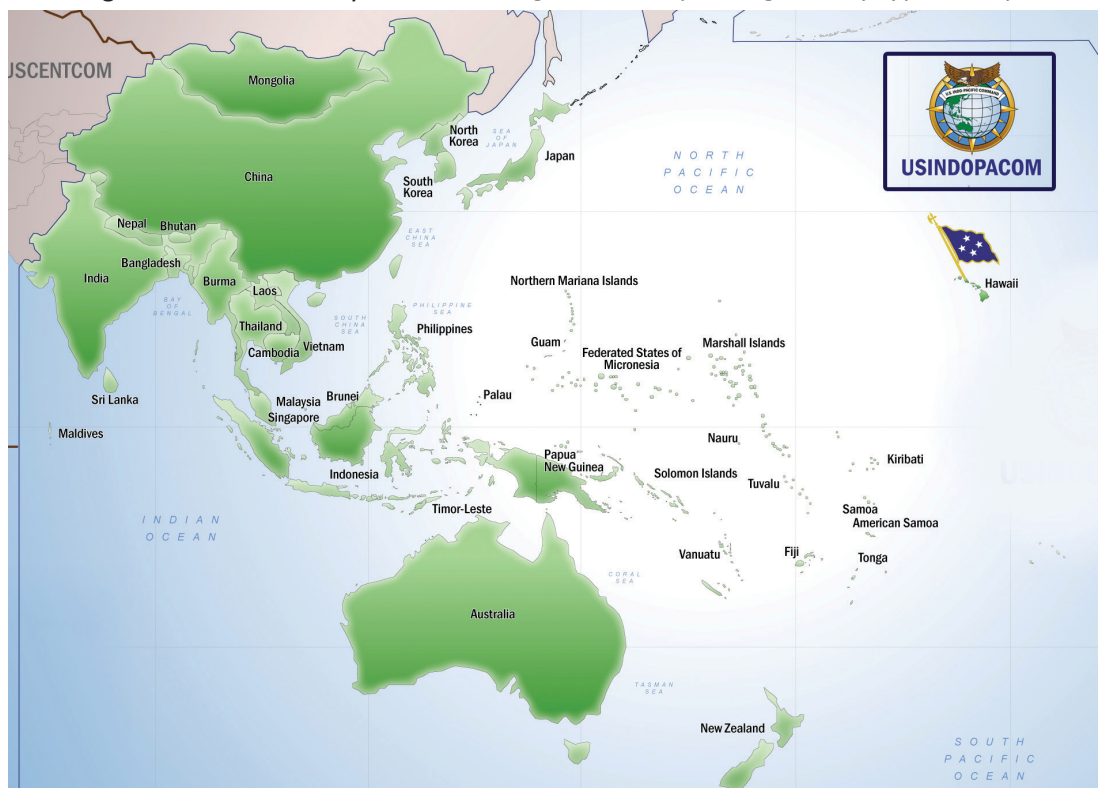 USCENTCOM
Mongolia
U.S. INDO-PACIFIC COMMAND
USINDOPACOM
North
Korea
SEA
OF
JAPAN
Japan
NORTH
PACIFIC
OCEAN
China
South
Korea
Nepal
Bhutan
EAST
CHINA
SEA
Bangladesh
India
Burma
Laos
Northern Mariana Islands
Hawaii
BAY
OF
BENGAL
SOUTH
CHINA
SEA
PHILIPPINE
SEA
Thailand
Philippines
Guam
Marshall Islands
Cambodia
Vietnam
Federated States of
Micronesia
Sri Lanka
Malaysia
Brunei
Singapore
Palau
Maldives
Nauru
Papua
New Guinea
Kiribati
Indonesia
Solomon Islands
Tuvalu
Timor-Leste
Samoa
American Samoa
INDIAN
OCEAN
Vanuatu
Fiji
Tonga
CORAL
SEA
Australia
TASMAN
SEA
New Zealand
SOUTH
PACIFIC
OCEAN